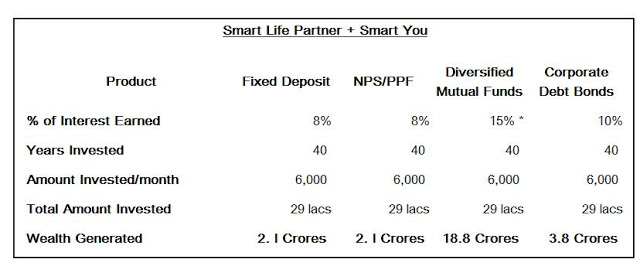 Smart Life Partner + Smart You
Product Fixed Deposit NPS/PPF Diversified Mutual Funds Corporate Debt Bonds
% of Interest Earned 8% 8% 15% * 10%
Years Invested 40 40 40 40
Amount Invested/month 6,000 6,000 6,000 6,000
Total Amount Invested 29 lacs 29 lacs 29 lacs 29 lacs
Wealth Generated 2. I Crores 2. I Crores 18.8 Crores 3.8 Crores